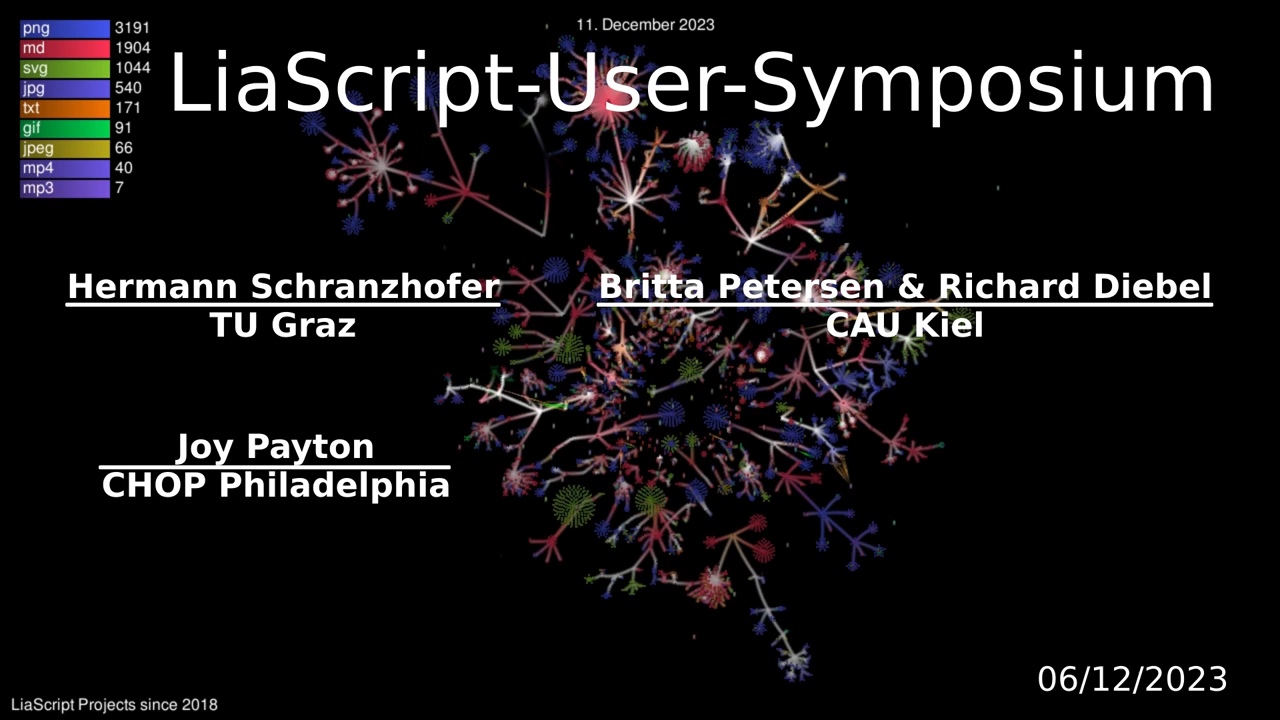 11. December 2023
png 3191
md 1904
svg 1044
jpg 540
txt 171
gif 91
jpeg 66
mp4 40
mp3 7
LiaScript-User-Symposium
Hermann Schranzhofer
TU Graz
Britta Petersen & Richard Diebel
CAU Kiel
Joy Payton
CHOP Philadelphia
06/12/2023
LiaScript Projects since 2018